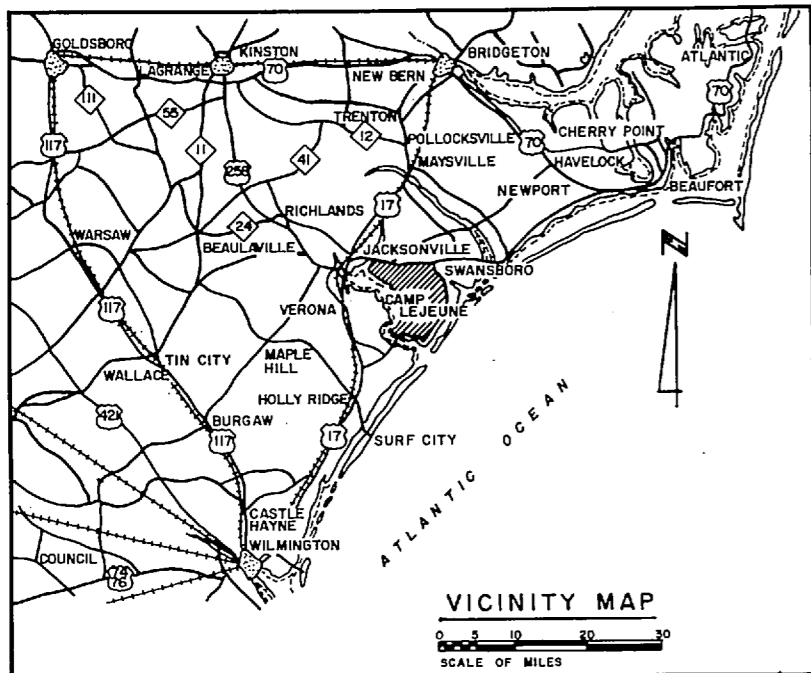 GOLDSBORO
KINSTON
BRIDGETON
ATLANTIC
LAGRANGE
70
NEW BERN
70
111
55
TRENTON
12
CHERRY POINT
117
11
258
41
POLLOCKSVILLE
70
MAYSVILLE
HAVELOCK
NEWPORT
BEAUFORT
RICHLANDS
17
WARSAW
24
BEAULAVILLE
JACKSONVILLE
SWANSBORO
N
VERONA
CAMP
LEJEUNE
117
TIN CITY
MAPLE
HILL
WALLACE
HOLLY RIDGE
421
BURGAW
117
17
SURF CITY
ATLANTIC OCEAN
CASTLE
HAYNE
WILMINGTON
COUNCIL
74
76
VICINITY MAP
0 5 10 20 30
SCALE OF MILES